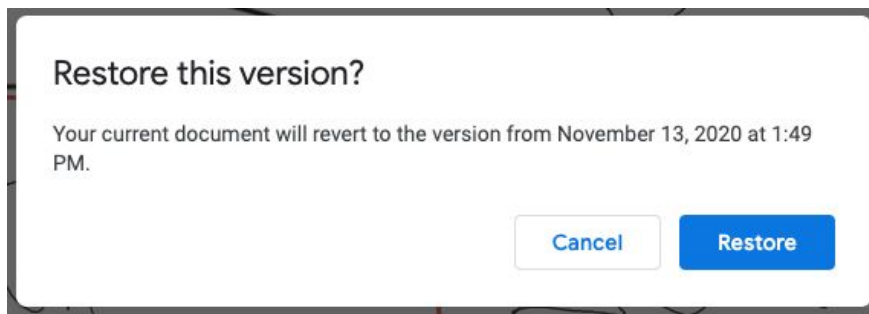 Restore this version?
Your current document will revert to the version from November 13, 2020 at 1:49
PM.
Cancel
Restore